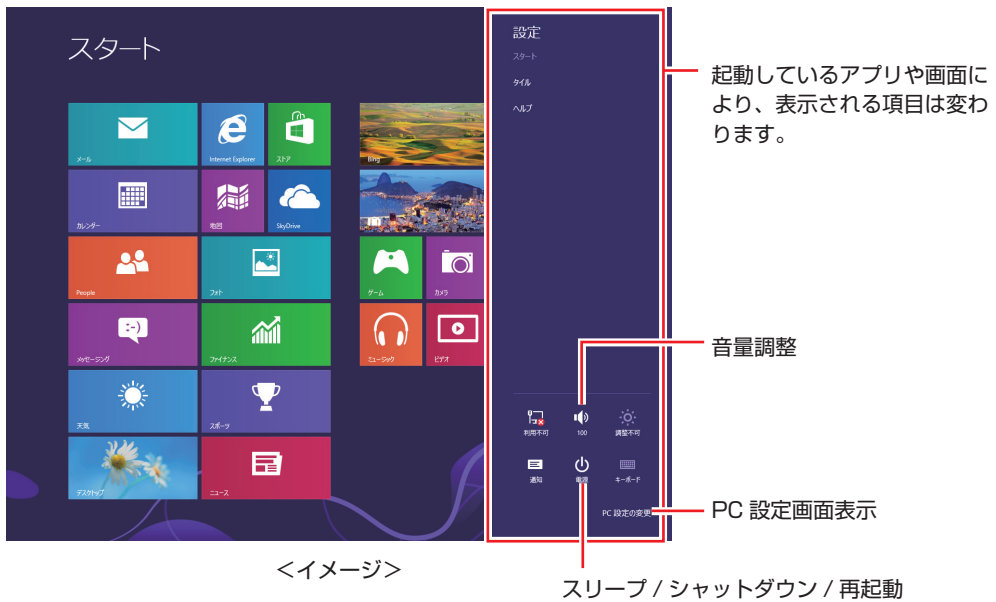 スタート
メール
Internet Explorer
ストア
Bing
カレンダー
地図
SkyDrive
People
フォト
ゲーム
カメラ
メッセージング
ファイナンス
ミュージック
ビデオ
天気
スポーツ
デスクトップ
ニュース
設定
スタート
タイル
ヘルプ
利用不可
100
調整不可
通知
電源
キーボード
PC 設定の変更
起動しているアプリや画面に
より、表示される項目は変わ
ります。
音量調整
PC 設定画面表示
スリープ / シャットダウン / 再起動
＜イメージ＞